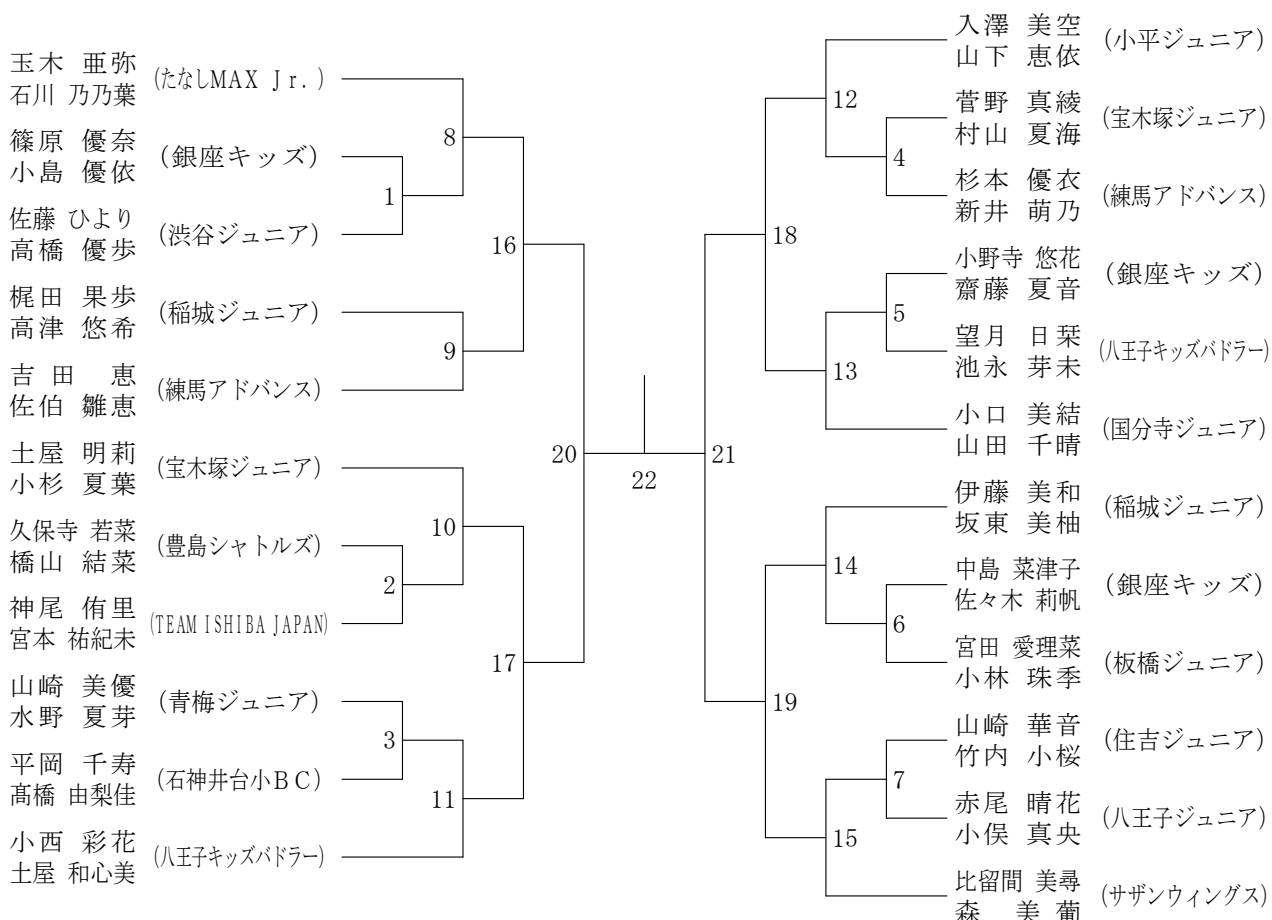 玉木 亜弥
石川 乃乃葉
(たなしMAX Jr.)
篠原 優奈
小島 優依
(銀座キッズ)
佐藤 ひより
高橋 優歩
(渋谷ジュニア)
梶田 果歩
高津 悠希
(稲城ジュニア)
吉田 恵
佐伯 雛恵
(練馬アドバンス)
土屋 明莉
小杉 夏葉
(宝木塚ジュニア)
久保寺 若菜
橋山 結菜
(豊島シャトルズ)
神尾 侑里
宮本 祐紀未
(TEAM ISHIBA JAPAN)
山崎 美優
水野 夏芽
(青梅ジュニア)
平岡 千寿
髙橋 由梨佳
(石神井台小BC)
小西 彩花
土屋 和心美
(八王子キッズバドラー)
1
2
3
8
9
10
11
16
17
20
22
21
18
19
12
13
14
15
4
5
6
7
入澤 美空
山下 恵依
(小平ジュニア)
菅野 真綾
村山 夏海
(宝木塚ジュニア)
杉本 優衣
新井 萌乃
(練馬アドバンス)
小野寺 悠花
齋藤 夏音
(銀座キッズ)
望月 日栞
池永 芽未
(八王子キッズバドラー)
小口 美結
山田 千晴
(国分寺ジュニア)
伊藤 美和
坂東 美柚
(稲城ジュニア)
中島 菜津子
佐々木 莉帆
(銀座キッズ)
宮田 愛理菜
小林 珠季
(板橋ジュニア)
山崎 華音
竹内 小桜
(住吉ジュニア)
赤尾 晴花
小俣 真央
(八王子ジュニア)
比留間 美尋
森 美葡
(サザンウィングス)